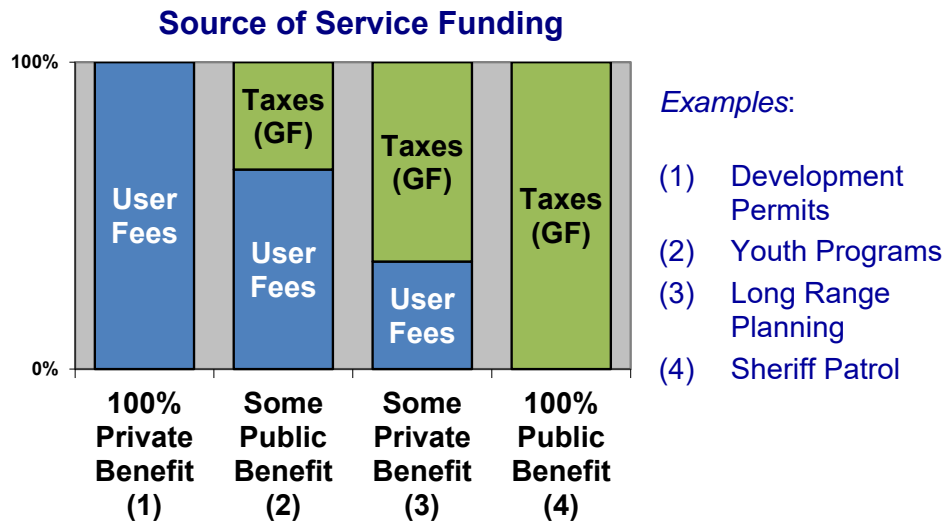 Source of Service Funding
100%
0%
User
Fees
Taxes
(GF)
User
Fees
Taxes
(GF)
User
Fees
Taxes
(GF)
100%
Private
Benefit
(1)
Some
Public
Benefit
(2)
Some
Private
Benefit
(3)
100%
Public
Benefit
(4)
Examples:
(1) Development
Permits
(2) Youth Programs
(3) Long Range
Planning
(4) Sheriff Patrol